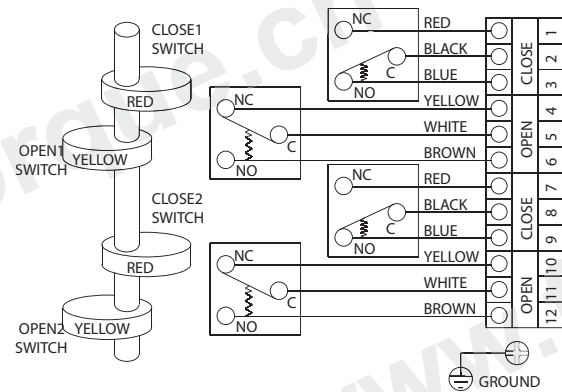 CLOSE1
SWITCH
RED
OPEN1
SWITCH
YELLOW
CLOSE2
SWITCH
RED
OPEN2
SWITCH
YELLOW
NC
C
NO
NC
C
NO
NC
C
NO
NC
C
NO
RED
BLACK
BLUE
YELLOW
WHITE
BROWN
RED
BLACK
BLUE
YELLOW
WHITE
BROWN
CLOSE
OPEN
CLOSE
OPEN
1
2
3
4
5
6
7
8
9
10
11
12
GROUND